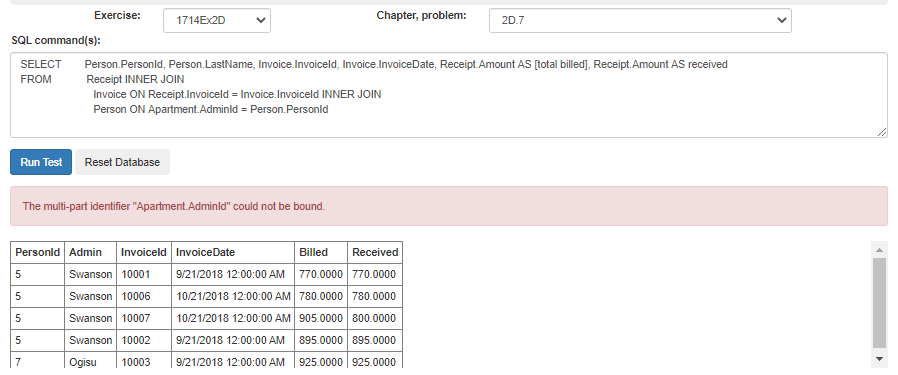 Exercise: 1714Ex2D Chapter, problem: 2D.7
SQL command(s):
SELECT Person.PersonId, Person.LastName, Invoice.InvoiceId, Invoice.InvoiceDate, Receipt.Amount AS [total billed], Receipt.Amount AS received
FROM Receipt INNER JOIN
Invoice ON Receipt.InvoiceId = Invoice.InvoiceId INNER JOIN
Person ON Apartment.AdminId = Person.PersonId
Run Test Reset Database
The multi-part identifier "Apartment.AdminId" could not be bound.
PersonId Admin InvoiceId InvoiceDate Billed Received
5 Swanson 10001 9/21/2018 12:00:00 AM 770.0000 770.0000
5 Swanson 10006 10/21/2018 12:00:00 AM 780.0000 780.0000
5 Swanson 10007 10/21/2018 12:00:00 AM 905.0000 800.0000
5 Swanson 10002 9/21/2018 12:00:00 AM 895.0000 895.0000
7 Ogisu 10003 9/21/2018 12:00:00 AM 925.0000 925.0000